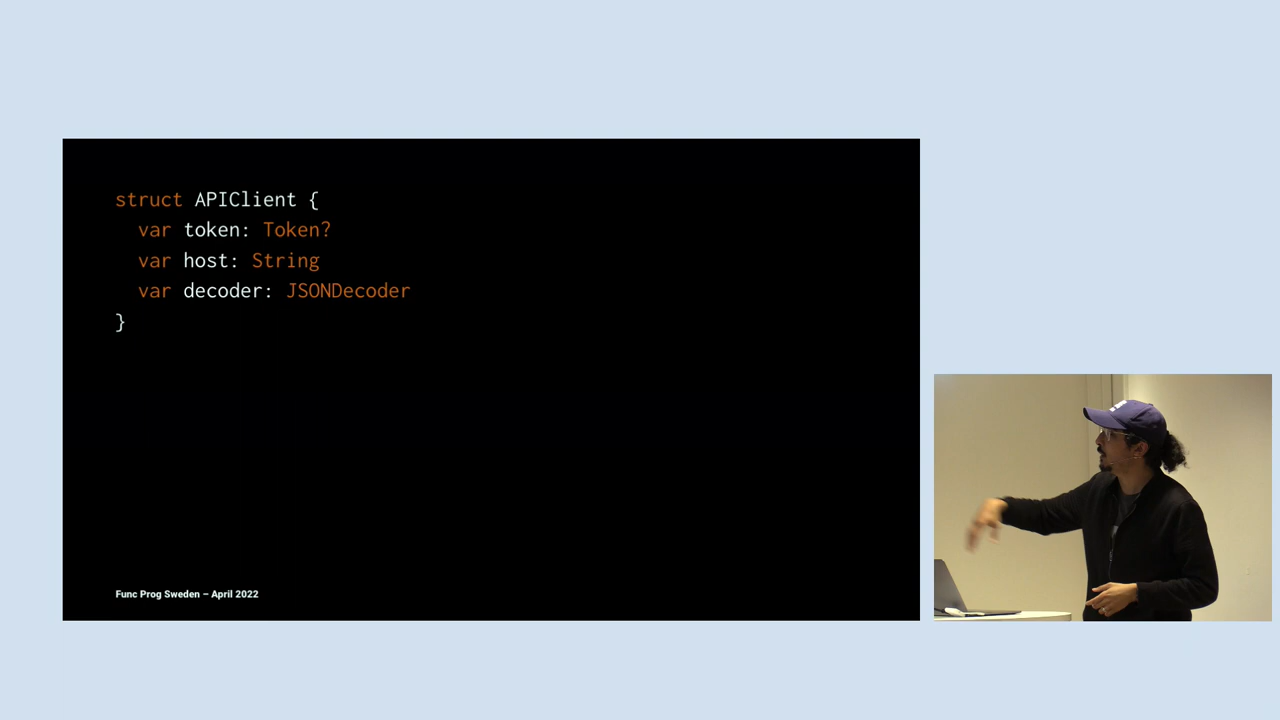 struct APIClient {
  var token: Token?
  var host: String
  var decoder: JSONDecoder
}
Func Prog Sweden – April 2022